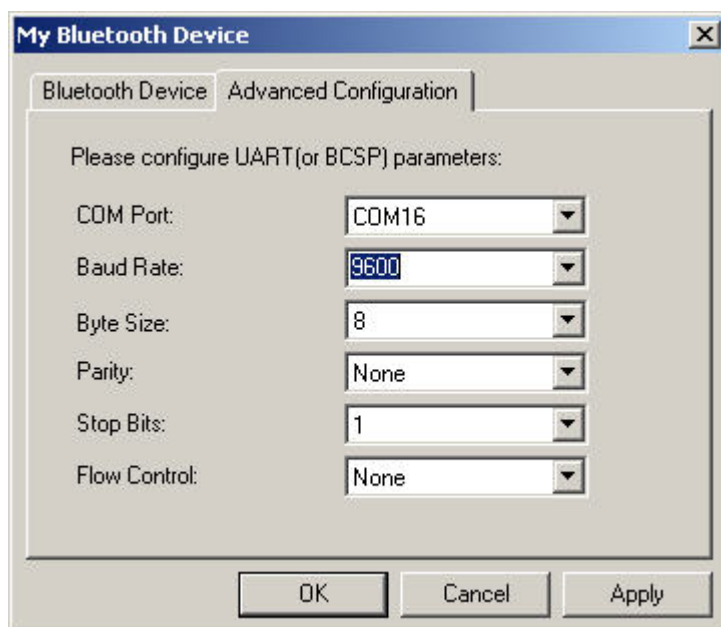 My Bluetooth Device
Bluetooth Device Advanced Configuration
Please configure UART(or BCSP) parameters:
COM Port: COM16
Baud Rate: 9600
Byte Size: 8
Parity: None
Stop Bits: 1
Flow Control: None
OK Cancel Apply